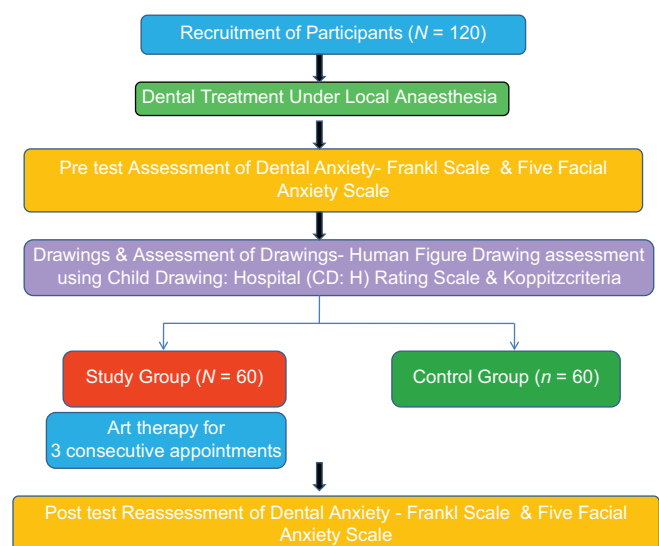 Recruitment of Participants (N = 120)
Dental Treatment Under Local Anaesthesia
Pre test Assessment of Dental Anxiety- Frankl Scale & Five Facial
Anxiety Scale
Drawings & Assessment of Drawings- Human Figure Drawing assessment
using Child Drawing: Hospital (CD: H) Rating Scale & Koppitzcriteria
Study Group (N = 60)
Control Group (n = 60)
Art therapy for
3 consecutive appointments
Post test Reassessment of Dental Anxiety - Frankl Scale & Five Facial
Anxiety Scale